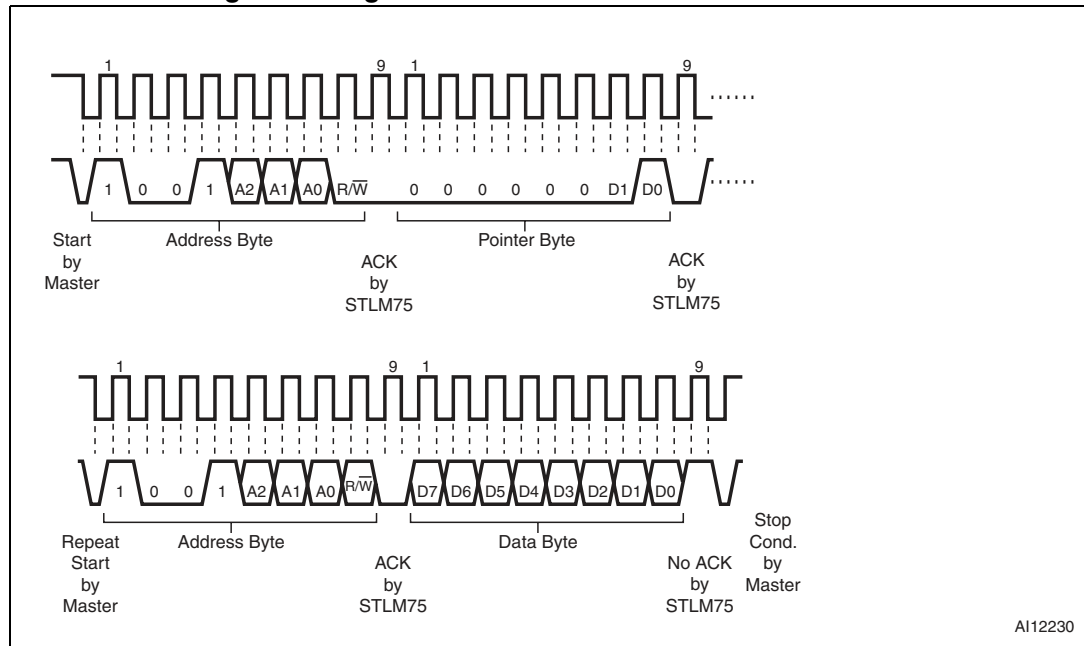 1 9 1 9
1 0 0 1 A2 A1 A0 R/W 0 0 0 0 0 0 D1 D0
Address Byte Pointer Byte
Start
by
Master
ACK
by
STLM75
ACK
by
STLM75
1 9 1 9
1 0 0 1 A2 A1 A0 R/W D7 D6 D5 D4 D3 D2 D1 D0
Address Byte Data Byte
Repeat
Start
by
Master
ACK
by
STLM75
No ACK
by
STLM75
Stop
Cond.
by
Master
AI12230